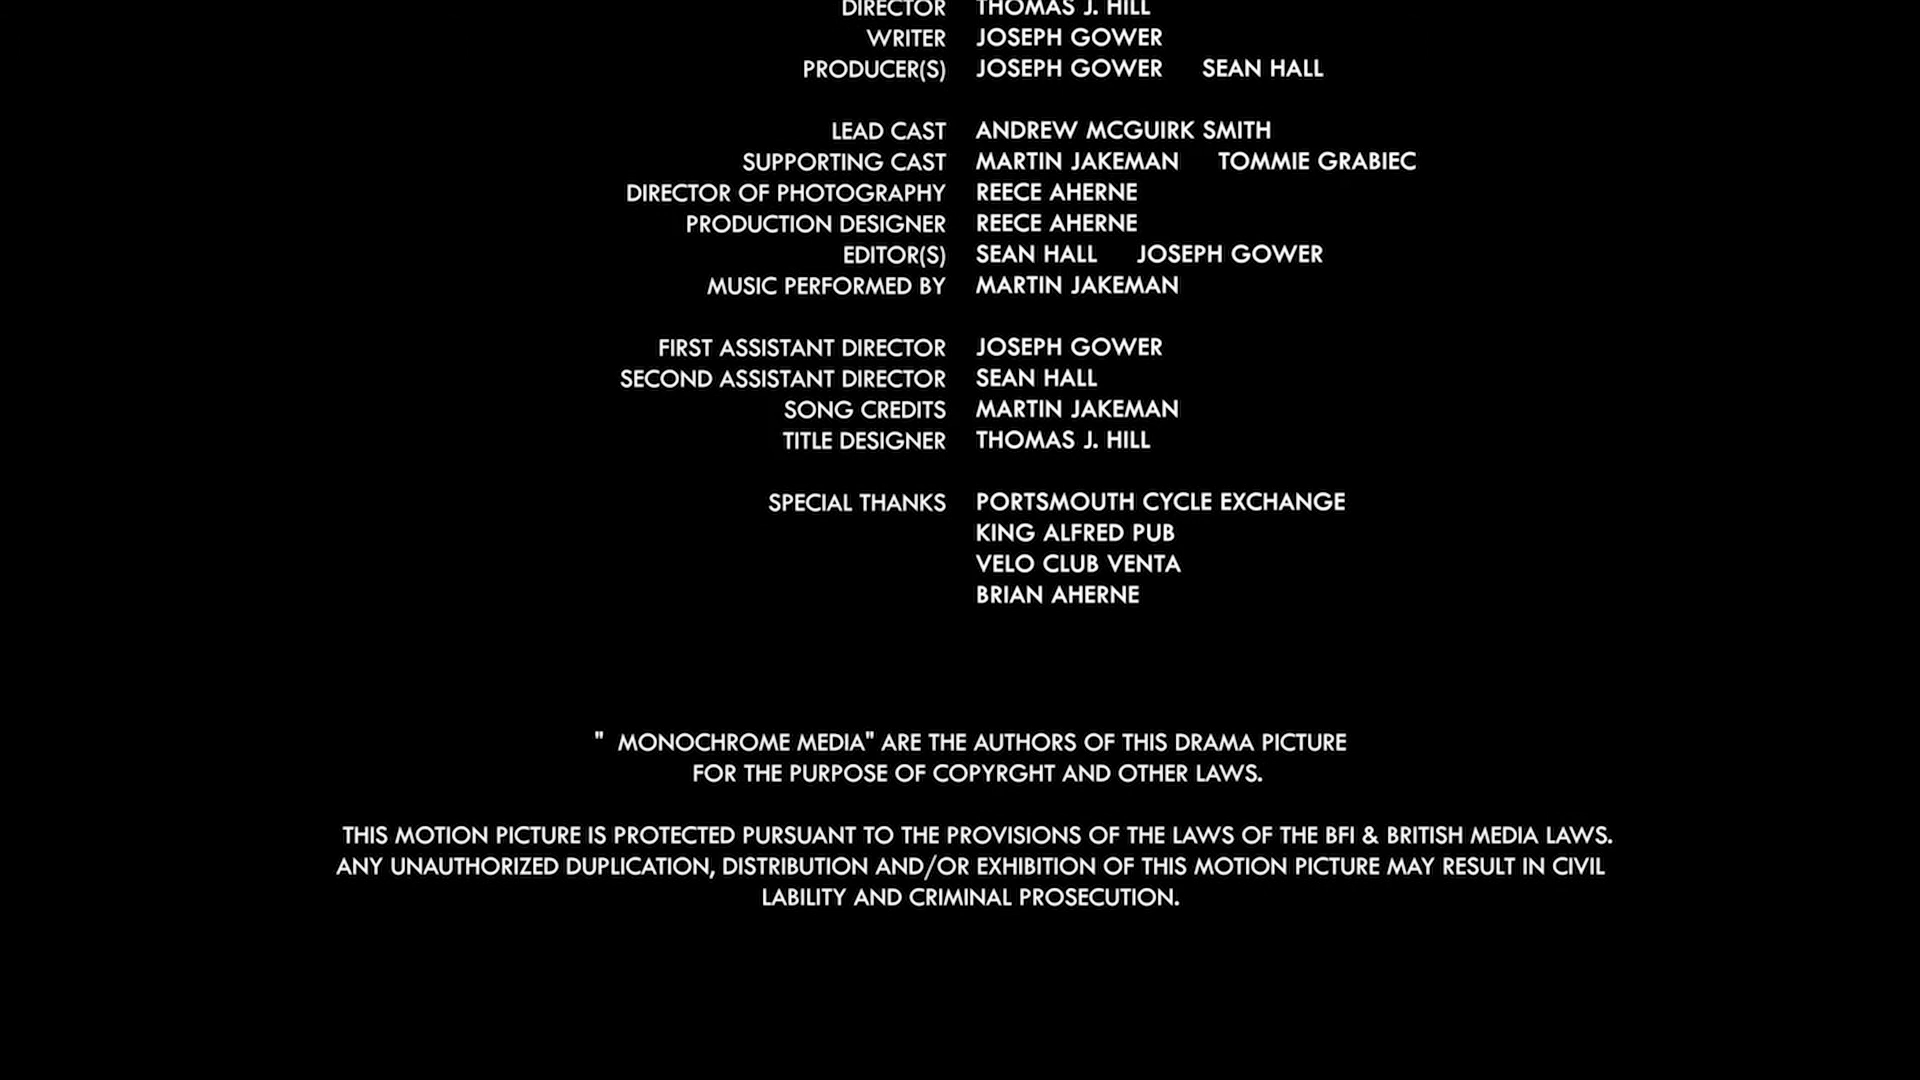 DIRECTOR THOMAS J. HILL
WRITER JOSEPH GOWER
PRODUCER(S) JOSEPH GOWER SEAN HALL
LEAD CAST ANDREW MCGUIRK SMITH
SUPPORTING CAST MARTIN JAKEMAN TOMMIE GRABIEC
DIRECTOR OF PHOTOGRAPHY REECE AHERNE
PRODUCTION DESIGNER REECE AHERNE
EDITOR(S) SEAN HALL JOSEPH GOWER
MUSIC PERFORMED BY MARTIN JAKEMAN
FIRST ASSISTANT DIRECTOR JOSEPH GOWER
SECOND ASSISTANT DIRECTOR SEAN HALL
SONG CREDITS MARTIN JAKEMAN
TITLE DESIGNER THOMAS J. HILL
SPECIAL THANKS PORTSMOUTH CYCLE EXCHANGE
KING ALFRED PUB
VELO CLUB VENTA
BRIAN AHERNE
" MONOCHROME MEDIA" ARE THE AUTHORS OF THIS DRAMA PICTURE
FOR THE PURPOSE OF COPYRGHT AND OTHER LAWS.
THIS MOTION PICTURE IS PROTECTED PURSUANT TO THE PROVISIONS OF THE LAWS OF THE BFI & BRITISH MEDIA LAWS.
ANY UNAUTHORIZED DUPLICATION, DISTRIBUTION AND/OR EXHIBITION OF THIS MOTION PICTURE MAY RESULT IN CIVIL
LABILITY AND CRIMINAL PROSECUTION.